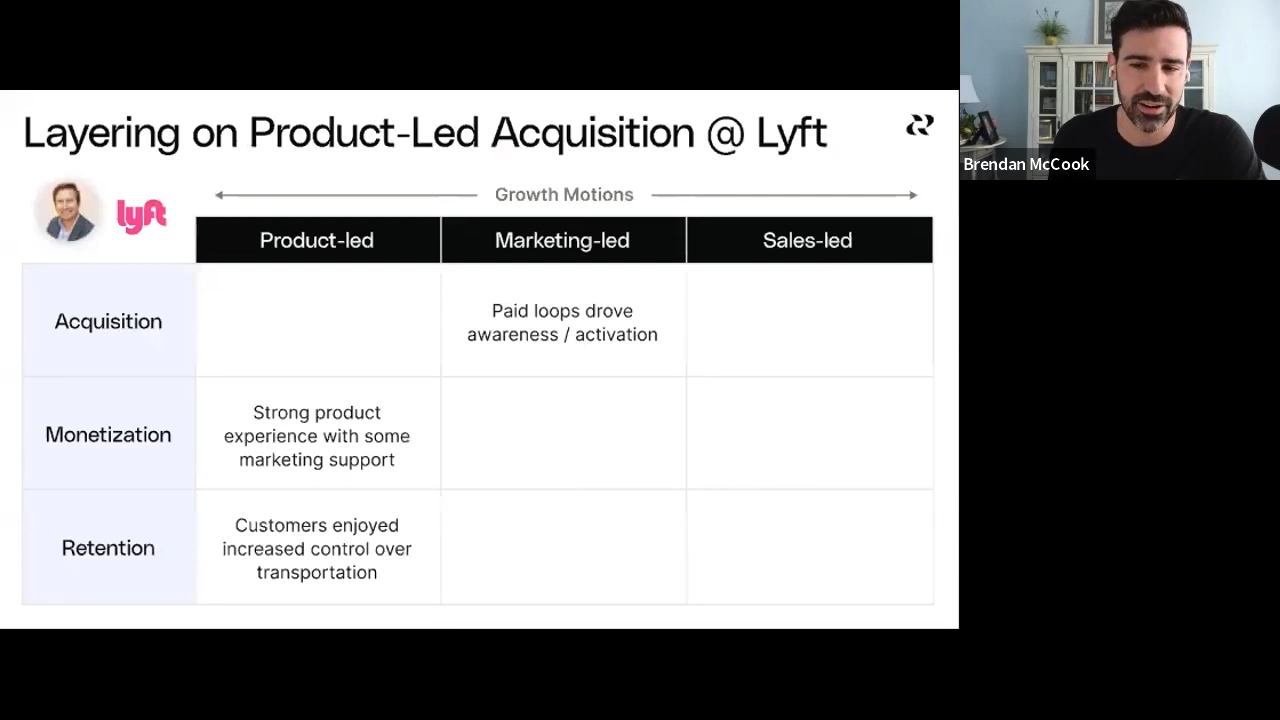 Layering on Product-Led Acquisition @ Lyft
Brendan McCook
lyft
Growth Motions
Product-led
Marketing-led
Sales-led
Acquisition
Paid loops drove
awareness / activation
Monetization
Strong product
experience with some
marketing support
Retention
Customers enjoyed
increased control over
transportation